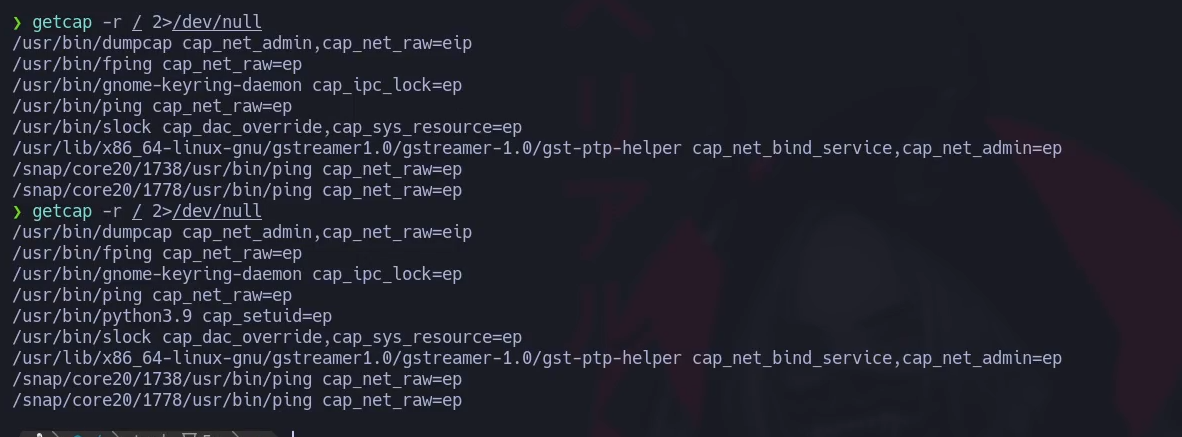 ❯ getcap -r / 2>/dev/null
/usr/bin/dumpcap cap_net_admin,cap_net_raw=eip
/usr/bin/fping cap_net_raw=ep
/usr/bin/gnome-keyring-daemon cap_ipc_lock=ep
/usr/bin/ping cap_net_raw=ep
/usr/bin/slock cap_dac_override,cap_sys_resource=ep
/usr/lib/x86_64-linux-gnu/gstreamer1.0/gstreamer-1.0/gst-ptp-helper cap_net_bind_service,cap_net_admin=ep
/snap/core20/1738/usr/bin/ping cap_net_raw=ep
/snap/core20/1778/usr/bin/ping cap_net_raw=ep
❯ getcap -r / 2>/dev/null
/usr/bin/dumpcap cap_net_admin,cap_net_raw=eip
/usr/bin/fping cap_net_raw=ep
/usr/bin/gnome-keyring-daemon cap_ipc_lock=ep
/usr/bin/ping cap_net_raw=ep
/usr/bin/python3.9 cap_setuid=ep
/usr/bin/slock cap_dac_override,cap_sys_resource=ep
/usr/lib/x86_64-linux-gnu/gstreamer1.0/gstreamer-1.0/gst-ptp-helper cap_net_bind_service,cap_net_admin=ep
/snap/core20/1738/usr/bin/ping cap_net_raw=ep
/snap/core20/1778/usr/bin/ping cap_net_raw=ep